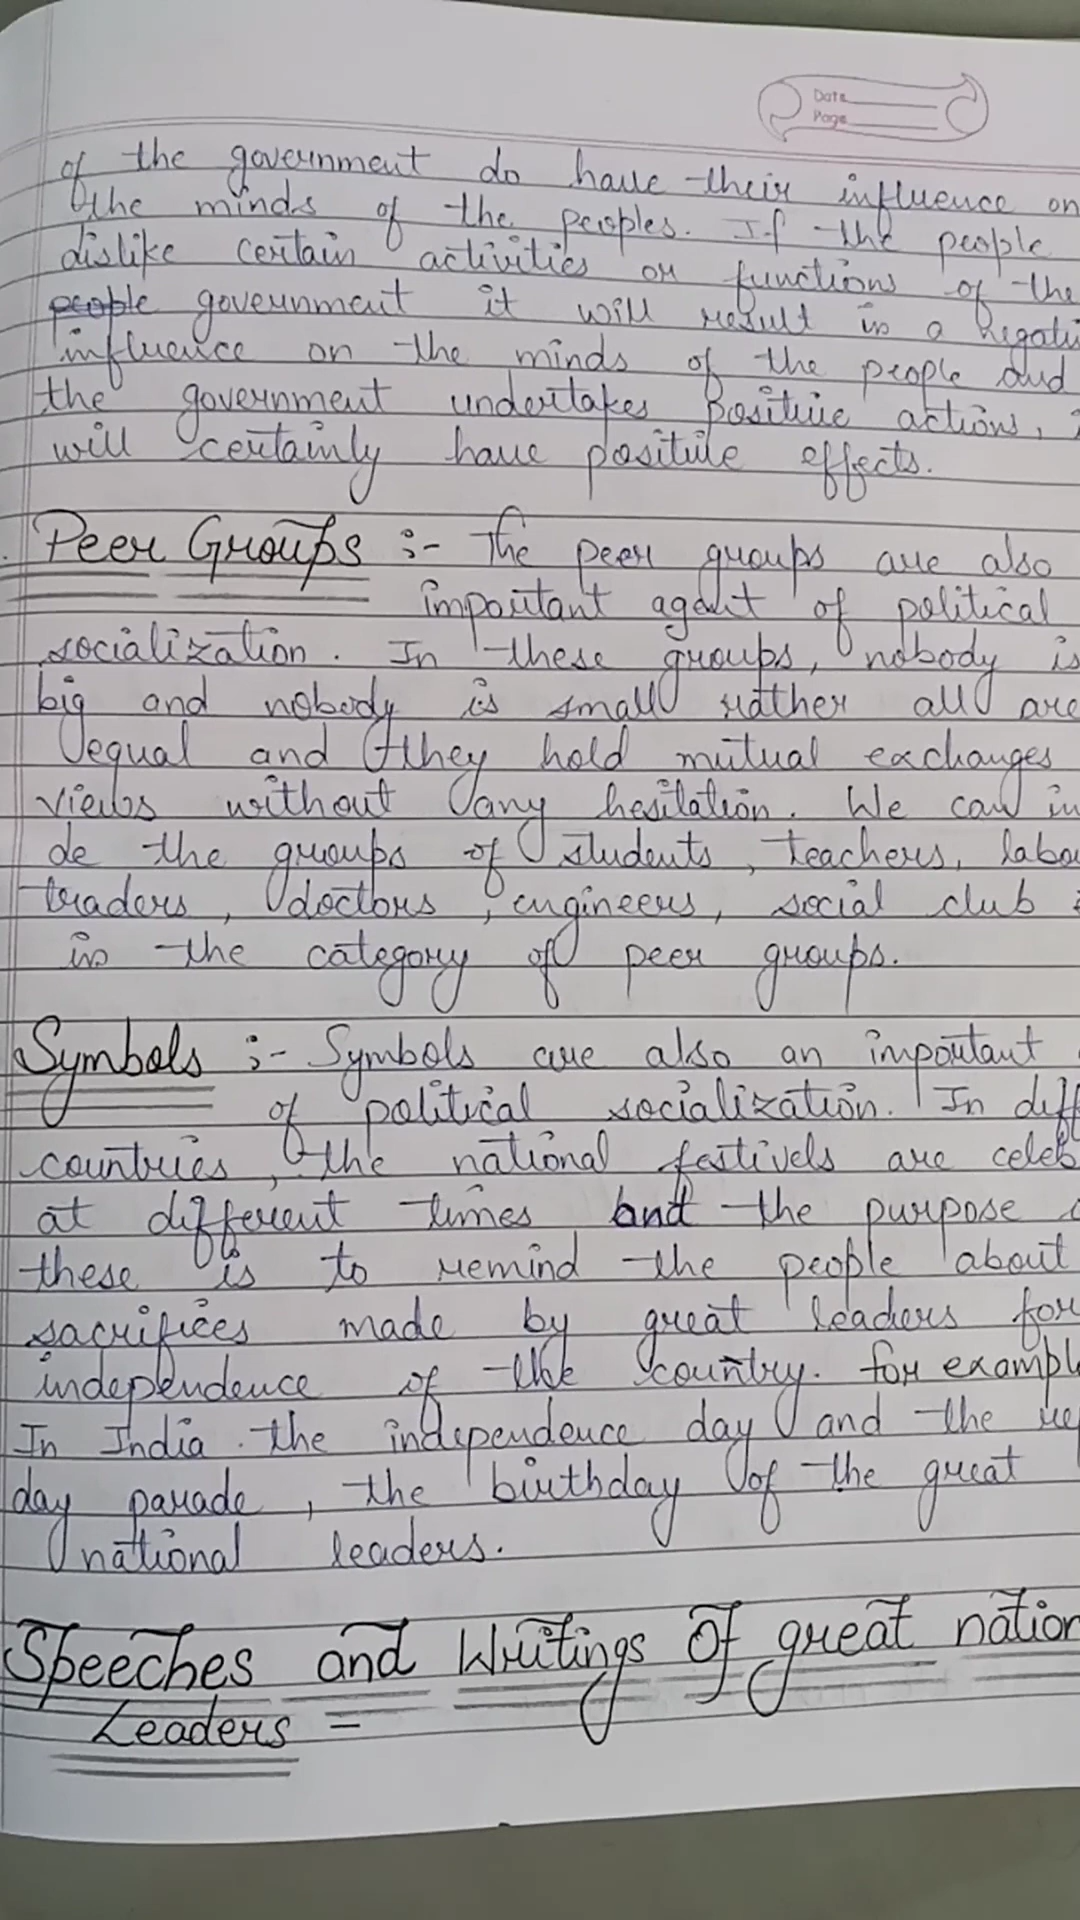 Date
Page
of the government do have their influence on
the minds of the peoples. If the people
dislike certain activities or functions of the
people government it will result in a negati
influence on the minds of the people and
the government undertakes positive actions,
will certainly have positive effects.
Peer Groups :- The peer groups are also
important agent of political
socialization. In these groups, nobody is
big and nobody is small rather all are
equal and they hold mutual exchanges
views without any hesitation. We can in
de the groups of students, teachers, labo
traders, doctors, engineers, social club
in the category of peer groups.
Symbols :- Symbols are also an important
of political socialization. In diff
countries, the national festivels are celeb
at different times and the purpose
these is to remind the people about
sacrifices made by great leaders for
independence of the country. for exampl
In India. the independence day and the re
day parade, the birthday of the great
national leaders.
Speeches and Writings Of great nation
Leaders =